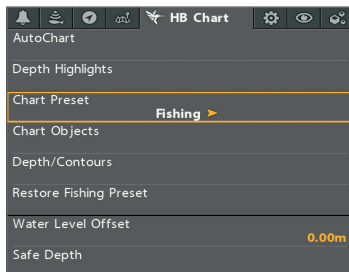 HB Chart
AutoChart
Depth Highlights
Chart Preset
Fishing
Chart Objects
Depth/Contours
Restore Fishing Preset
Water Level Offset
0.00m
Safe Depth